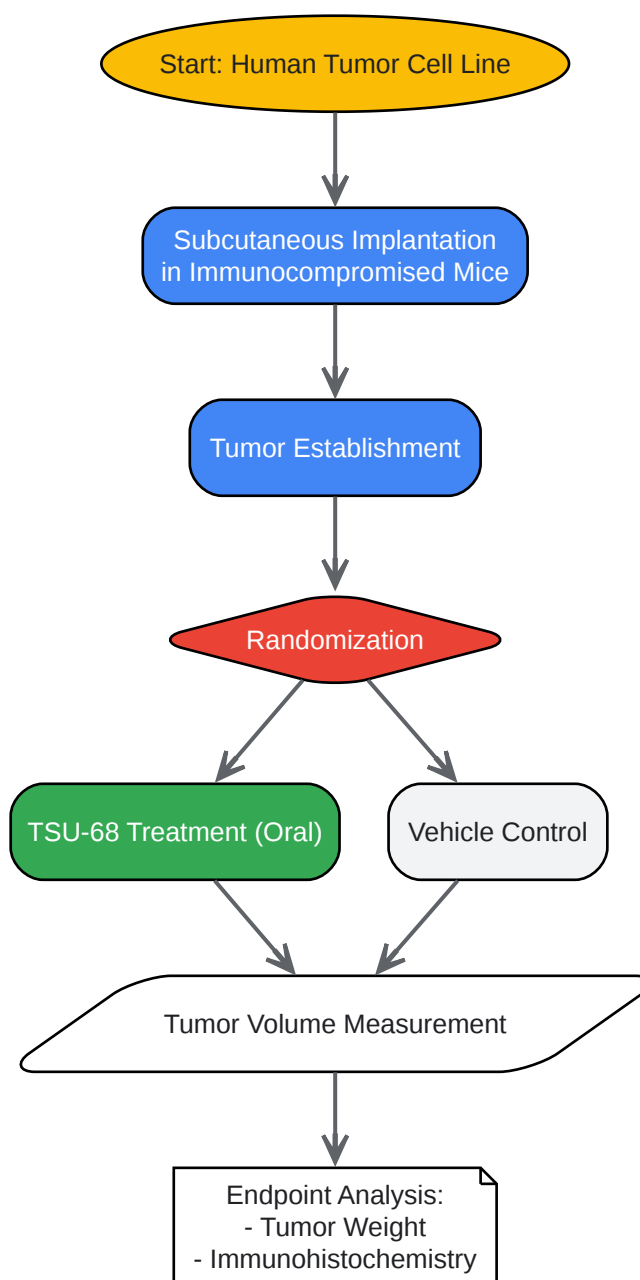 Start: Human Tumor Cell Line
Subcutaneous Implantation
in Immunocompromised Mice
Tumor Establishment
Randomization
TSU-68 Treatment (Oral)
Vehicle Control
Tumor Volume Measurement
Endpoint Analysis:
- Tumor Weight
- Immunohistochemistry